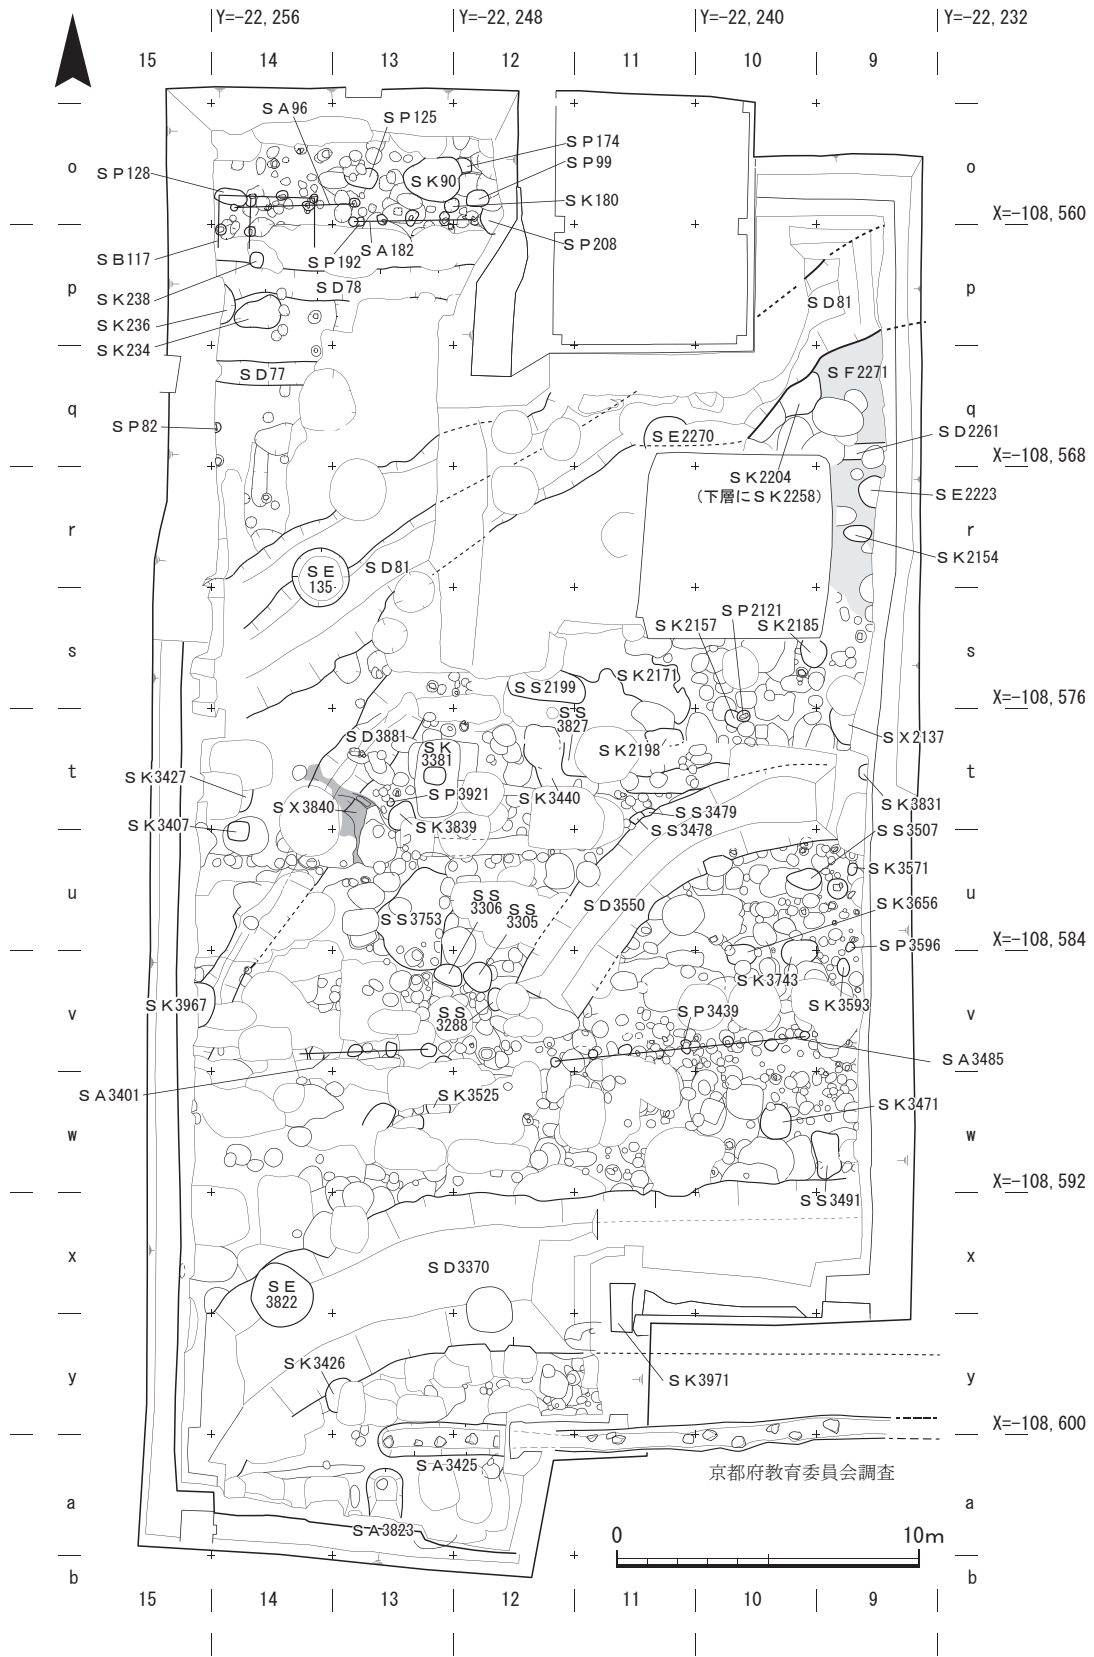 Y=-22, 256
Y=-22, 248
Y=-22, 240
Y=-22, 232
15
14
13
12
11
10
9
SA96
SP125
SP174
SP99
SK90
SP128
SK180
SP208
SA182
SP192
SB117
SK238
SD78
SK236
SK234
SD77
SP82
SD81
SF2271
SD2261
SE2270
SK2204
(下層にSK2258)
SE2223
SK2154
SE
135
SD81
SP2121
SK2157
SK2185
SK2171
SS2199
SS
3827
SK2198
SX2137
SD3881
SK
3381
SK3427
SP3921
SK3440
SX3840
SK3839
SK3407
SS3479
SS3478
SK3831
SS3507
SK3571
SS
3306
SS
3305
SD3550
SS3753
SK3656
SP3596
SK3743
SK3967
SK3593
SS
3288
SP3439
SA3485
SA3401
SK3525
SK3471
SS3491
SD3370
SE
3822
SK3426
SK3971
SA3425
SA3823
京都府教育委員会調査
0
10m
o
p
q
r
s
t
u
v
w
x
y
a
b
o
p
q
r
s
t
u
v
w
x
y
a
b
X=-108, 560
X=-108, 568
X=-108, 576
X=-108, 584
X=-108, 592
X=-108, 600
15
14
13
12
11
10
9